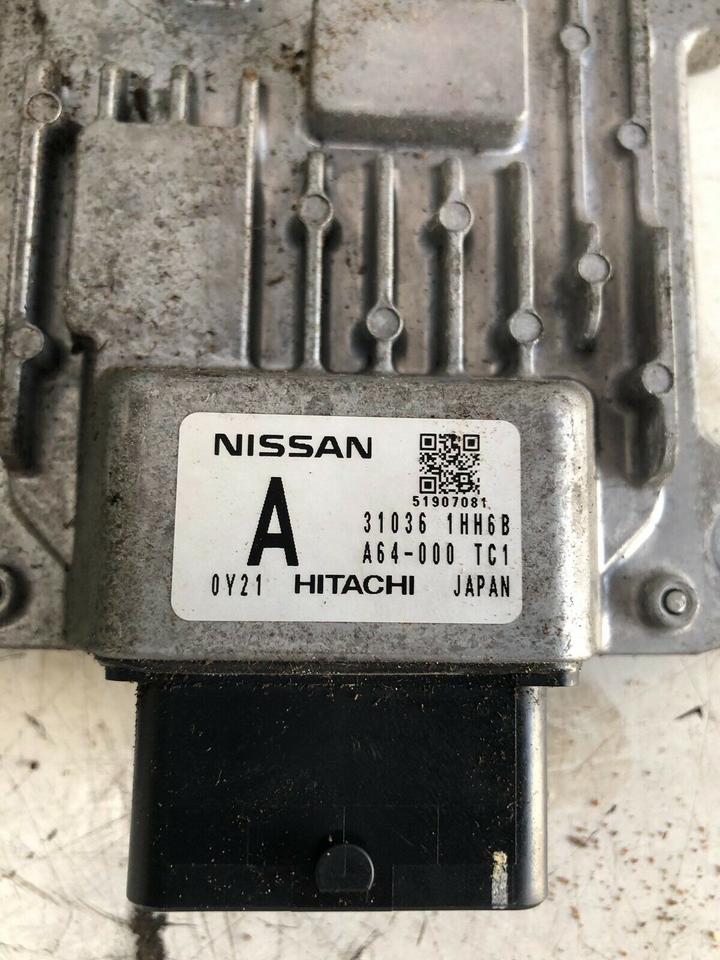 NISSAN
51907081
A
31036 1HH6B
A64-000 TC1
0Y21 HITACHI JAPAN